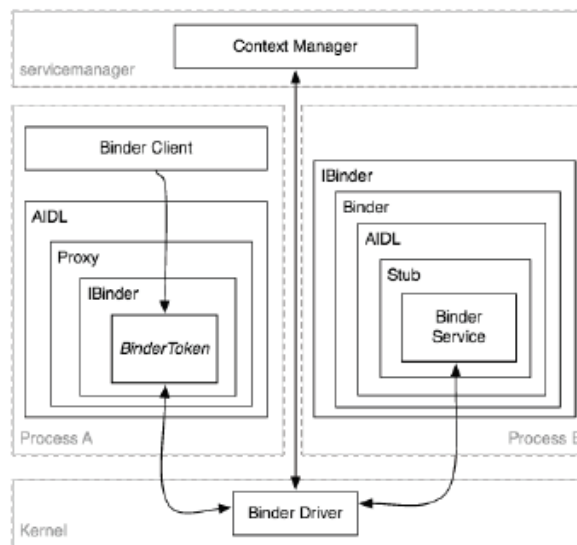 Context Manager
servicemanager
Binder Client
AIDL
Proxy
IBinder
BinderToken
Process A
IBinder
Binder
AIDL
Stub
Binder
Service
Process B
Binder Driver
Kernel